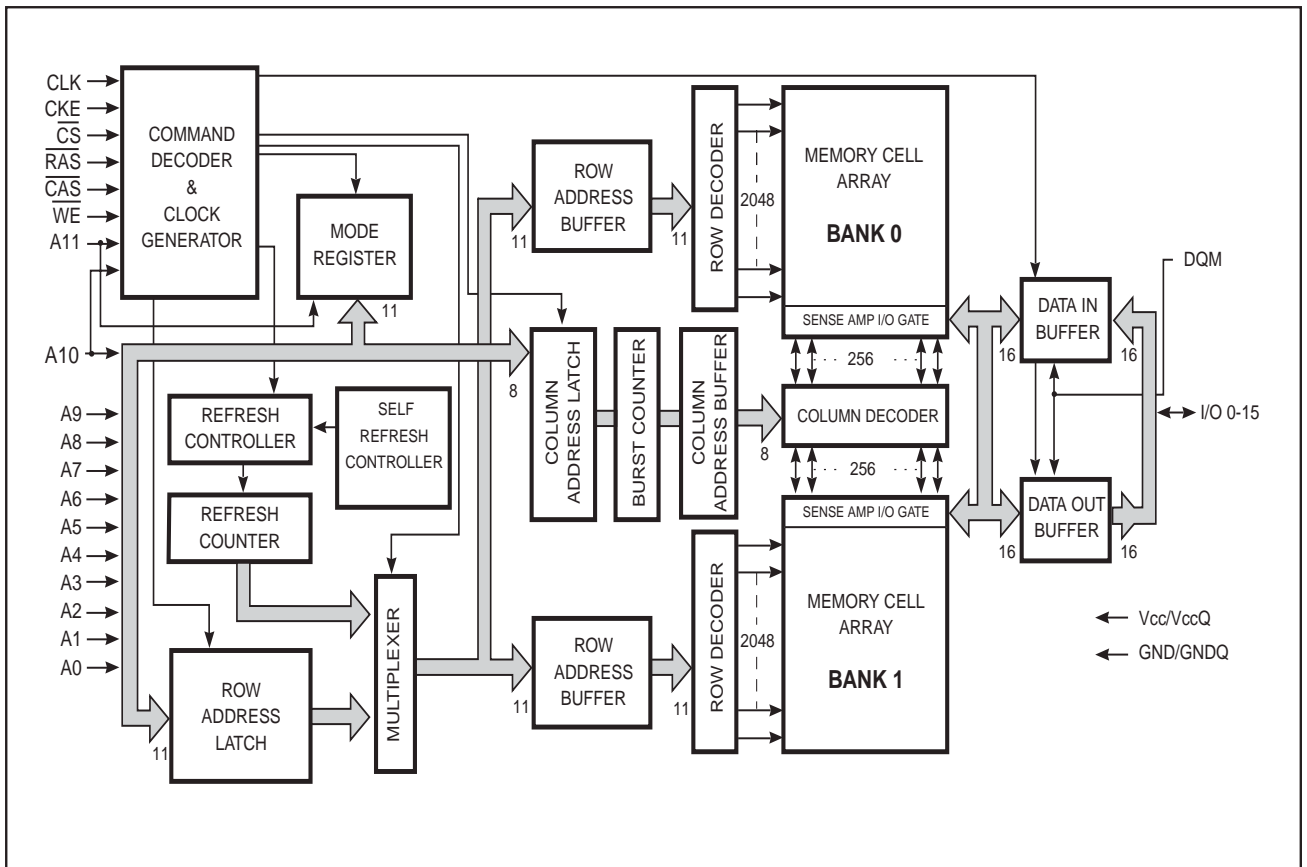 CLK
CKE
CS
RAS
CAS
WE
A11
A10
A9
A8
A7
A6
A5
A4
A3
A2
A1
A0
COMMAND
DECODER
&
CLOCK
GENERATOR
MODE
REGISTER
11
REFRESH
CONTROLLER
SELF
REFRESH
CONTROLLER
REFRESH
COUNTER
ROW
ADDRESS
LATCH
11
MULTIPLEXER
ROW
ADDRESS
BUFFER
11
11
ROW DECODER
2048
MEMORY CELL
ARRAY
BANK 0
SENSE AMP I/O GATE
8
COLUMN
ADDRESS LATCH
BURST COUNTER
COLUMN
ADDRESS BUFFER
8
256
COLUMN DECODER
256
ROW
ADDRESS
BUFFER
11
11
ROW DECODER
2048
SENSE AMP I/O GATE
MEMORY CELL
ARRAY
BANK 1
DQM
DATA IN
BUFFER
16
16
I/O 0-15
DATA OUT
BUFFER
16
16
Vcc/VccQ
GND/GNDQ